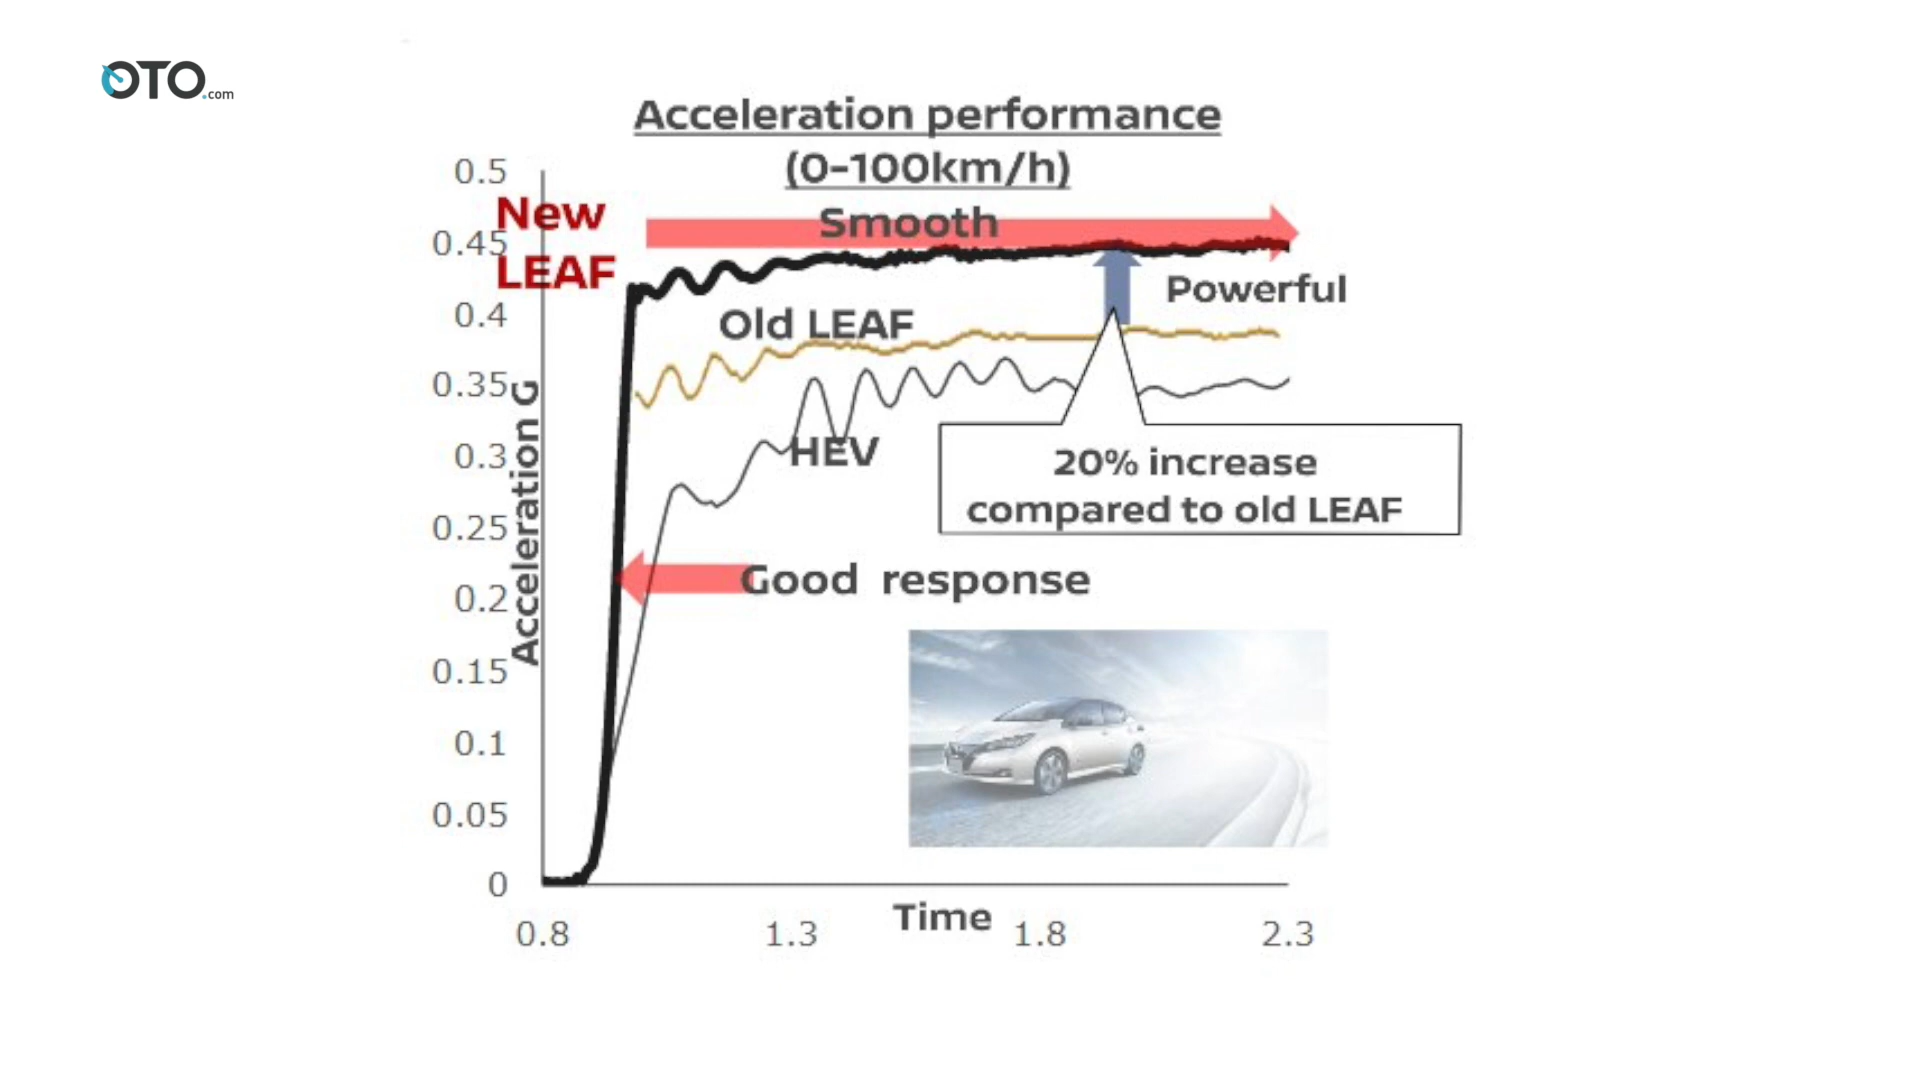 OTO.com
Acceleration performance
(0-100km/h)
0.5
New
Smooth
0.45
LEAF
Powerful
0.4
Old LEAF
0.35
Acceleration G
0.3
HEV
20% increase
compared to old LEAF
0.25
Good response
0.2
0.15
0.1
0.05
0
Time
0.8 1.3 1.8 2.3